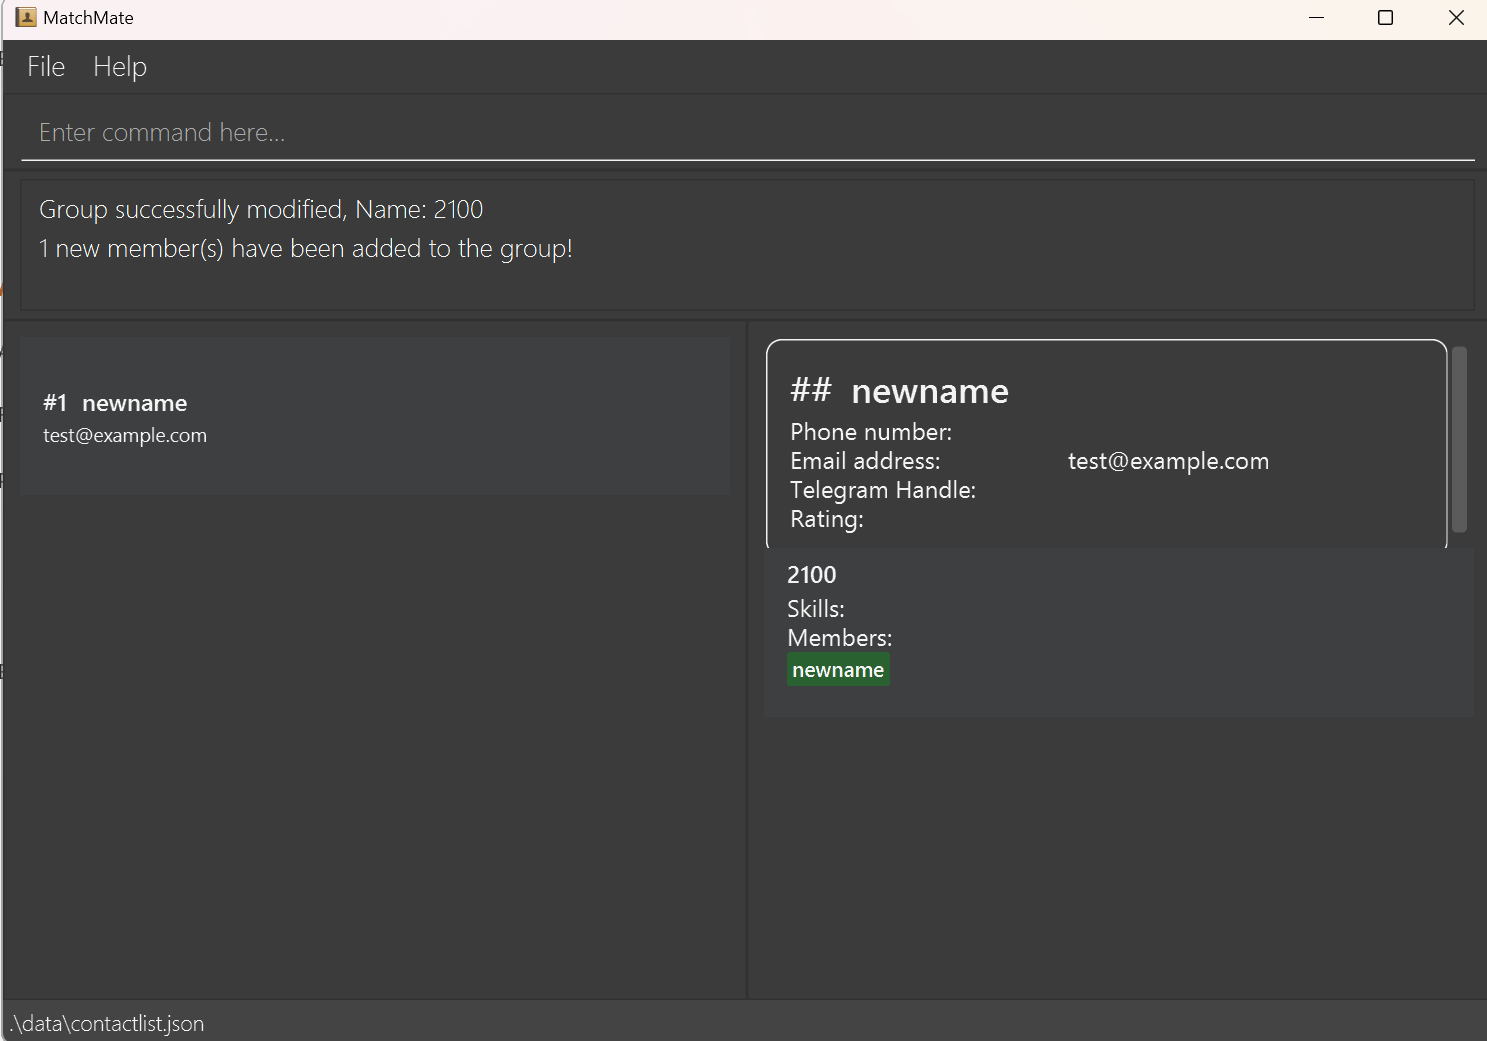 MatchMate
File Help
Enter command here...
Group successfully modified, Name: 2100
1 new member(s) have been added to the group!
#1 newname
test@example.com
## newname
Phone number:
Email address: test@example.com
Telegram Handle:
Rating:
2100
Skills:
Members:
newname
.\data\contactlist.json